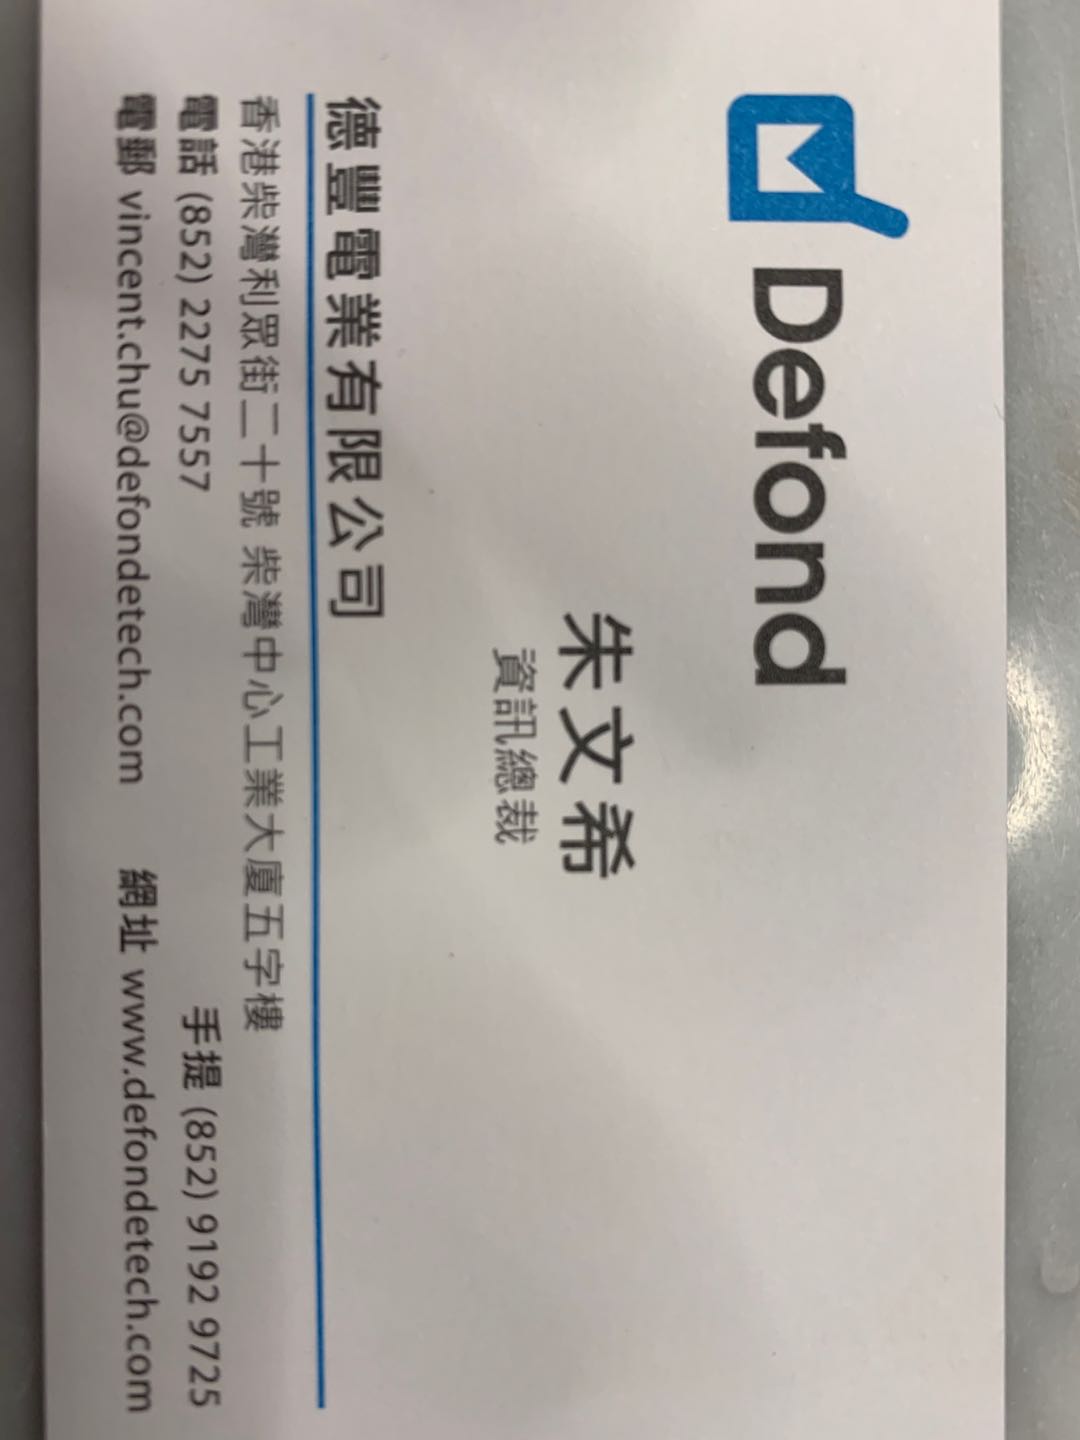 Defond
朱文希
資訊總裁
德豐電業有限公司
香港柴灣利眾街二十號 柴灣中心工業大廈五字樓
電話 (852) 2275 7557 手提 (852) 9192 9725
電郵 vincent.chu@defondetech.com 網址 www.defondetech.com